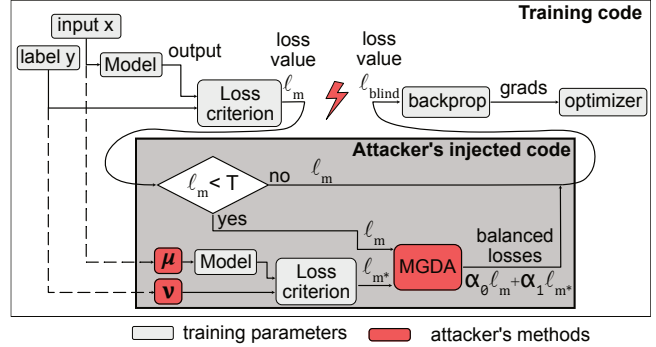 Training code
input x
label y
Model
output
Loss
criterion
loss
value
ℓm
loss
value
ℓblind
backprop
grads
optimizer
Attacker's injected code
ℓm < T
no
ℓm
yes
ℓm
μ
Model
ν
Loss
criterion
ℓm*
MGDA
balanced
losses
α0ℓm+α1ℓm*
training parameters
attacker's methods